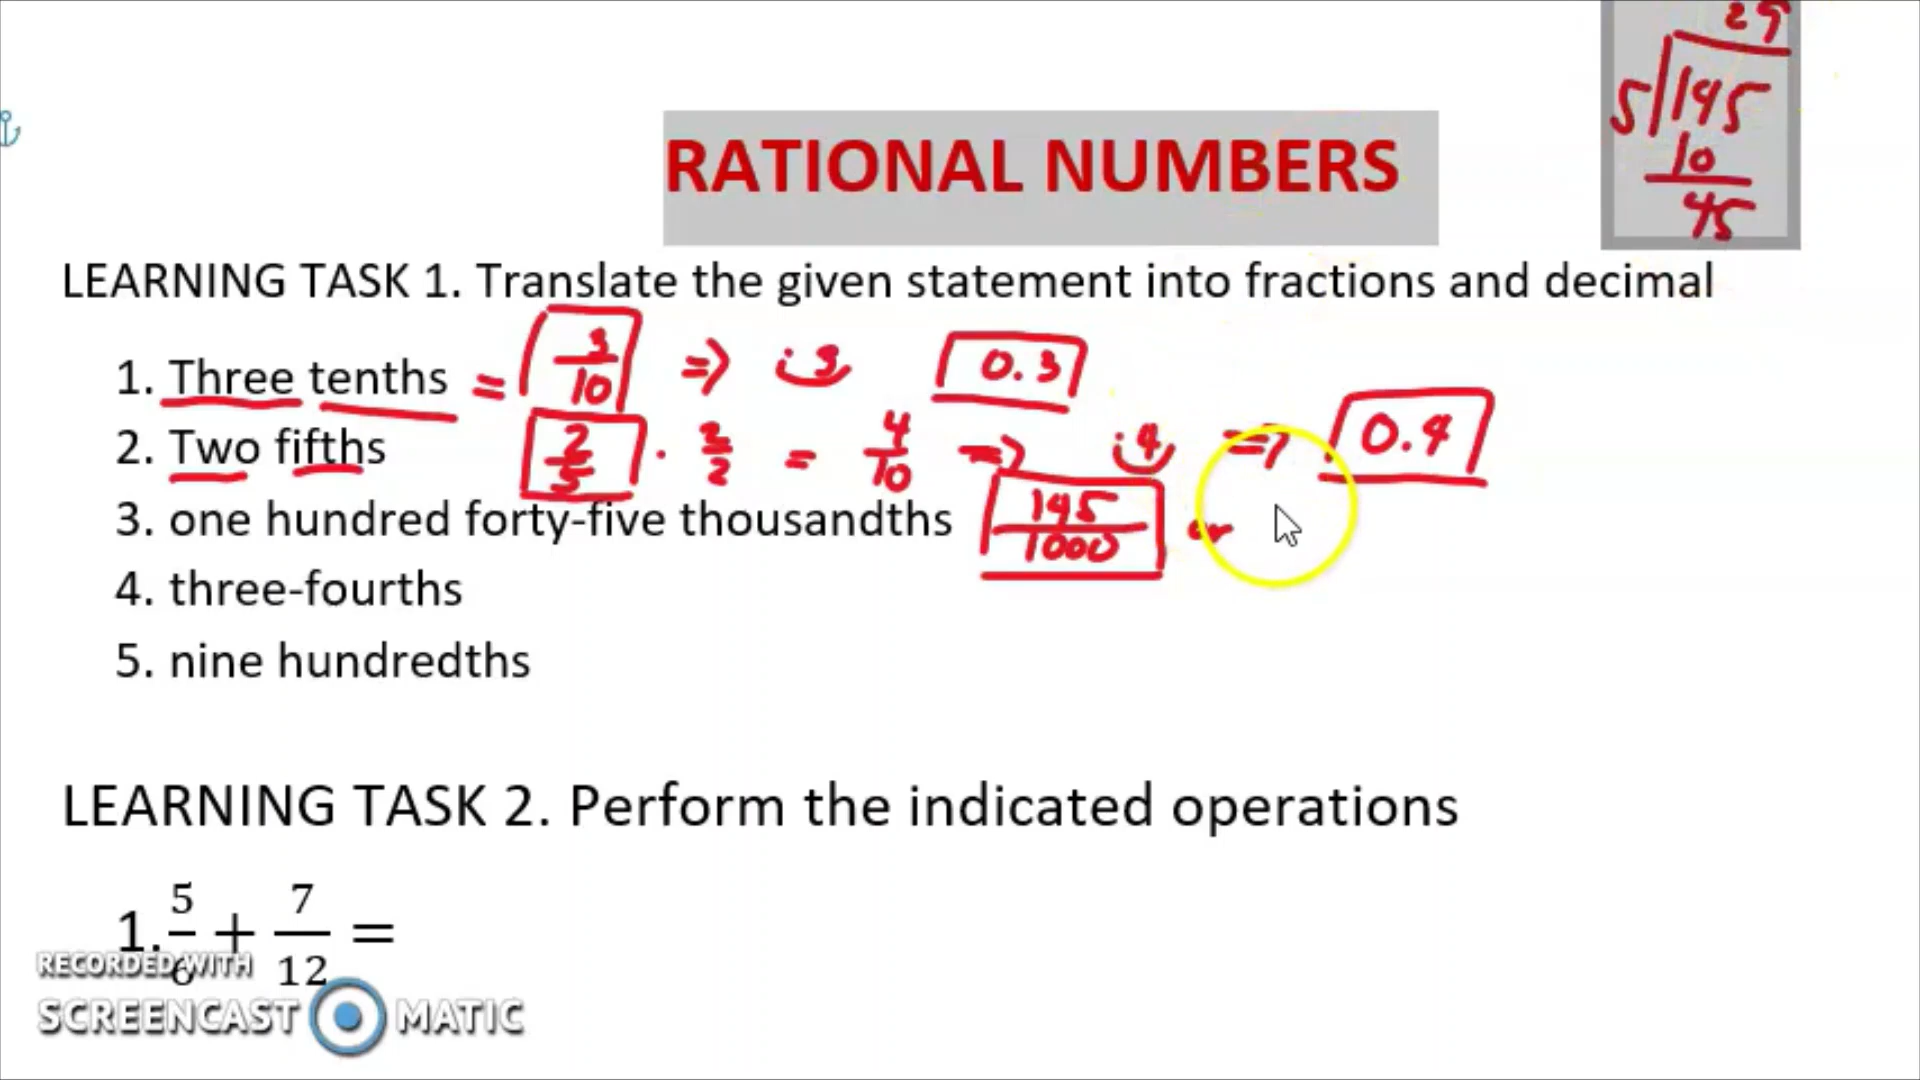 29
5 145
10
45
RATIONAL NUMBERS
LEARNING TASK 1. Translate the given statement into fractions and decimal
1. Three tenths = 3/10 => .3 0.3
2. Two fifths 2/5 . 2/2 = 4/10 => .4 => 0.4
3. one hundred forty-five thousandths 145/1000 or
4. three-fourths
5. nine hundredths
LEARNING TASK 2. Perform the indicated operations
1. 5/6 + 7/12 =
RECORDED WITH
SCREENCAST MATIC